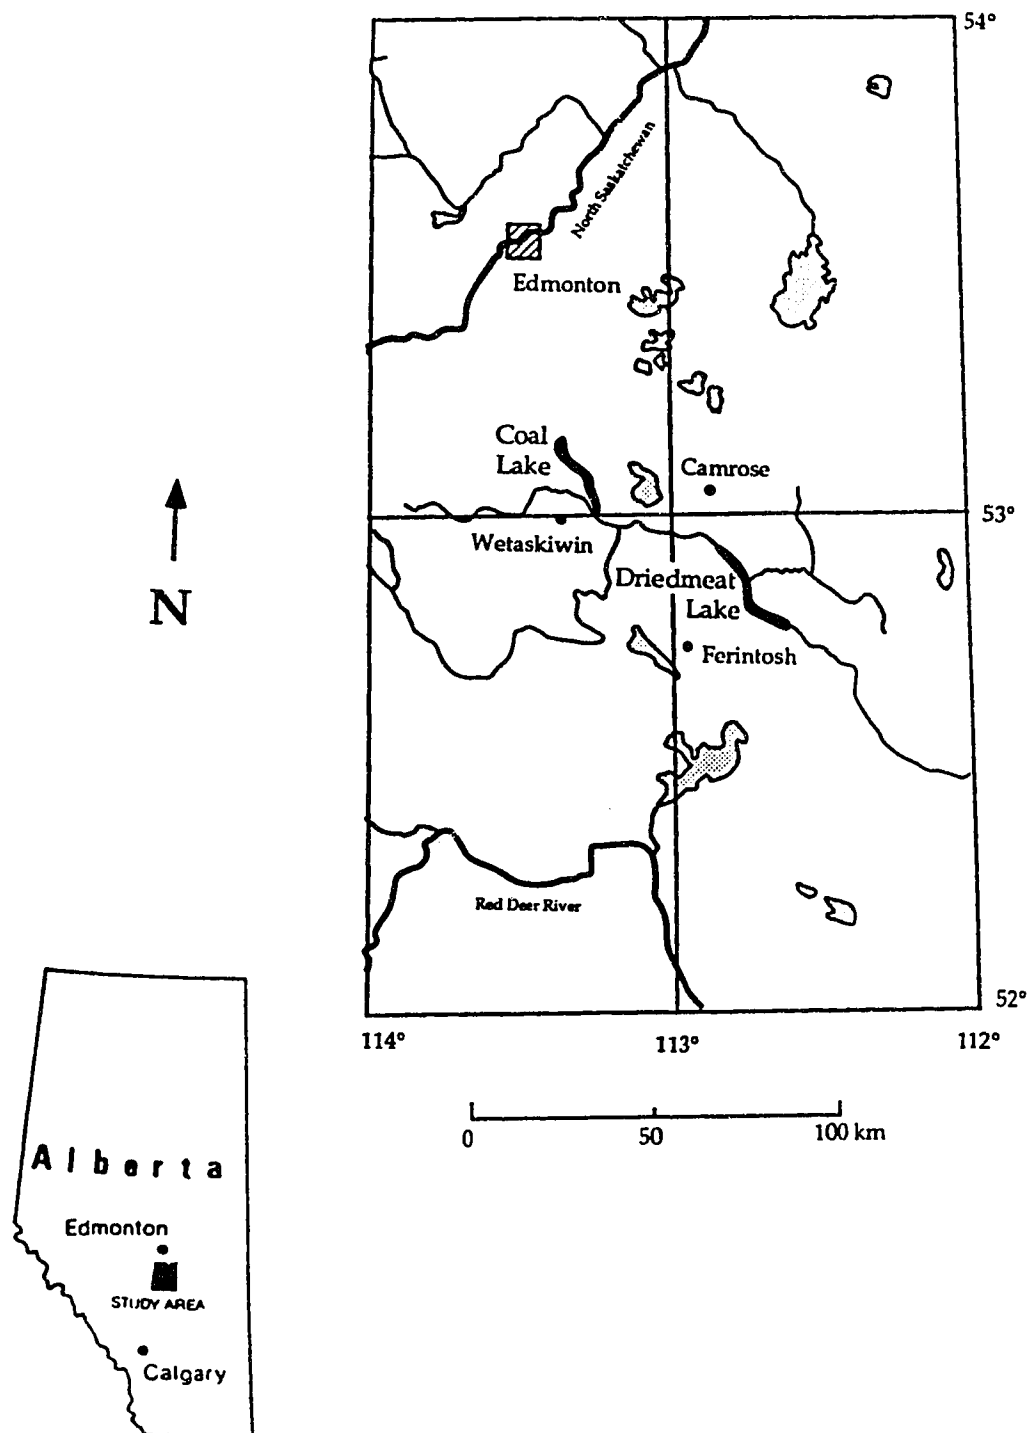 54°
North Saskatchewan
Edmonton
Coal
Lake
Camrose
53°
Wetaskiwin
Driedmeat
Lake
N
Ferintosh
Red Deer River
52°
114°
113°
112°
0
50
100 km
Alberta
Edmonton
STUDY AREA
Calgary